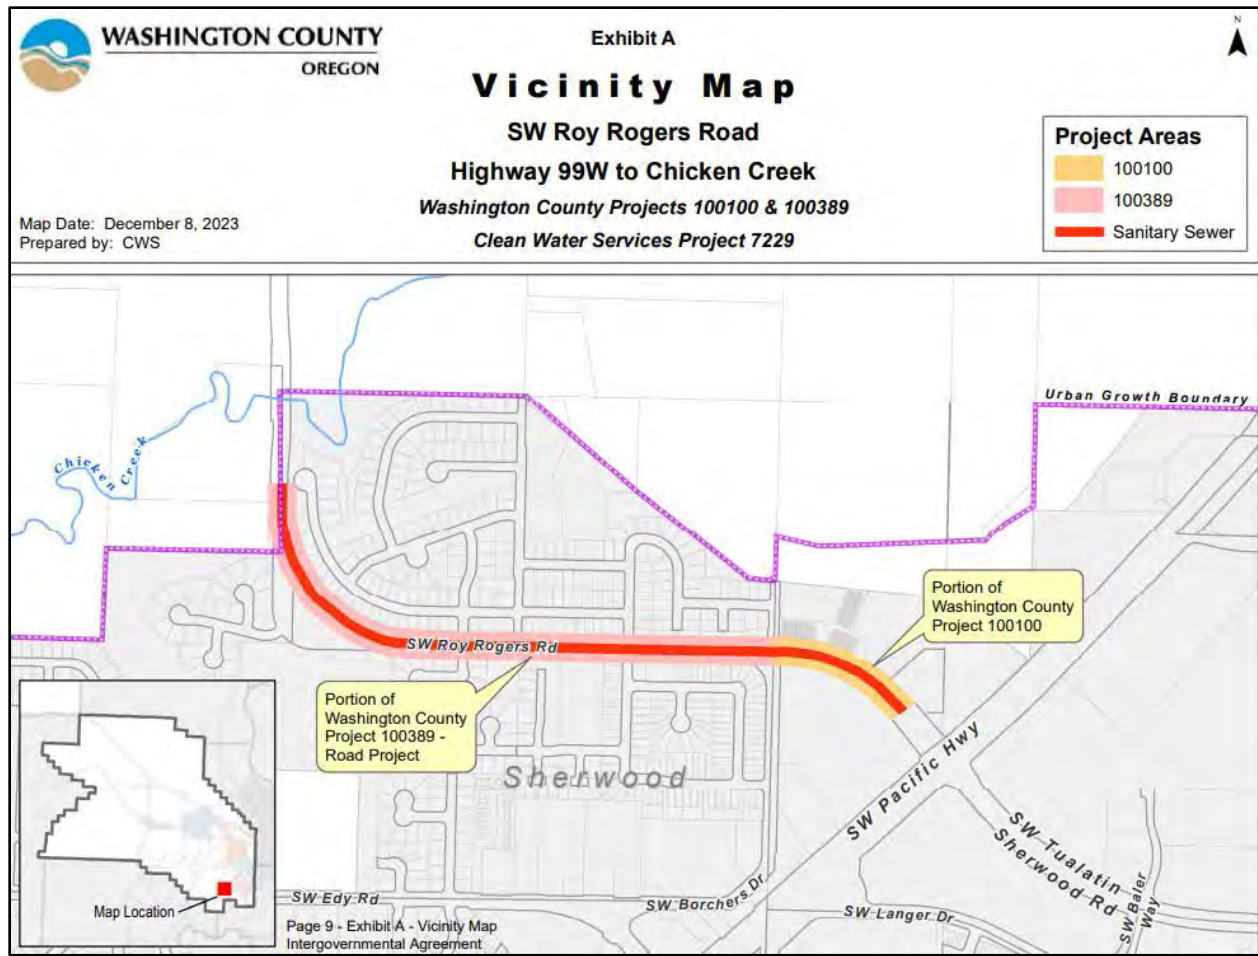 WASHINGTON COUNTY
OREGON
Exhibit A
N
Vicinity Map
SW Roy Rogers Road
Highway 99W to Chicken Creek
Washington County Projects 100100 & 100389
Clean Water Services Project 7229
Map Date: December 8, 2023
Prepared by: CWS
Project Areas
100100
100389
Sanitary Sewer
Urban Growth Boundary
Chicken Creek
Portion of
Washington County
Project 100100
SW Roy Rogers Rd
Portion of
Washington County
Project 100389 -
Road Project
Sherwood
SW Pacific Hwy
SW Tualatin
Sherwood Rd
SW Baler
Way
SW Edy Rd
SW Borchers Dr
SW Langer Dr
Map Location
Page 9 - Exhibit A - Vicinity Map
Intergovernmental Agreement